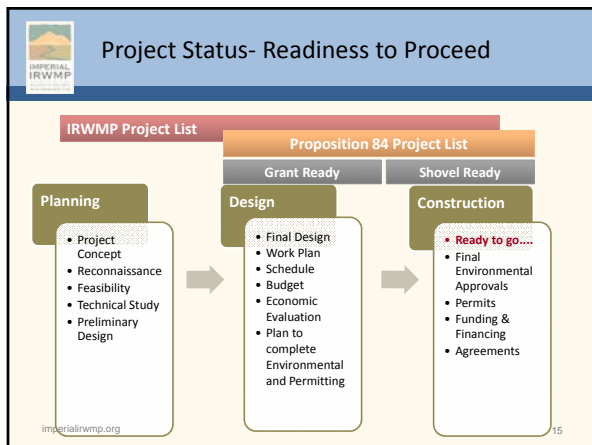 IMPERIAL
IRWMP
Project Status- Readiness to Proceed
IRWMP Project List
Proposition 84 Project List
Grant Ready
Shovel Ready
Planning
• Project
Concept
• Reconnaissance
• Feasibility
• Technical Study
• Preliminary
Design
Design
• Final Design
• Work Plan
• Schedule
• Budget
• Economic
Evaluation
• Plan to
complete
Environmental
and Permitting
Construction
• Ready to go....
• Final
Environmental
Approvals
• Permits
• Funding &
Financing
• Agreements
imperialirwmp.org
15